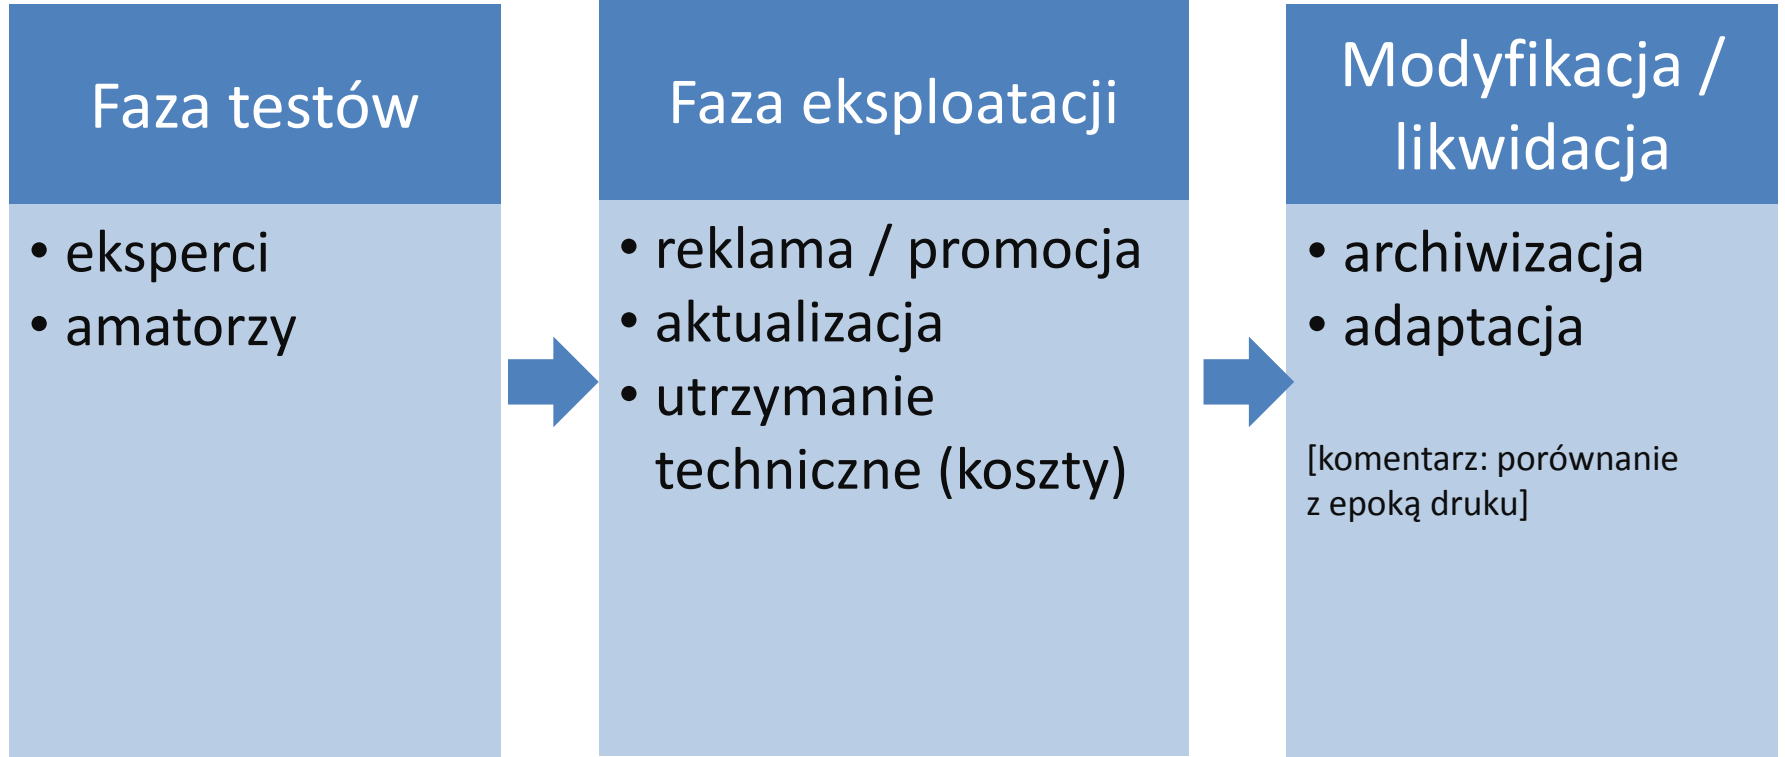 Faza testów
• eksperci
• amatorzy
Faza eksploatacji
• reklama / promocja
• aktualizacja
• utrzymanie
techniczne (koszty)
Modyfikacja /
likwidacja
• archiwizacja
• adaptacja
[komentarz: porównanie
z epoką druku]